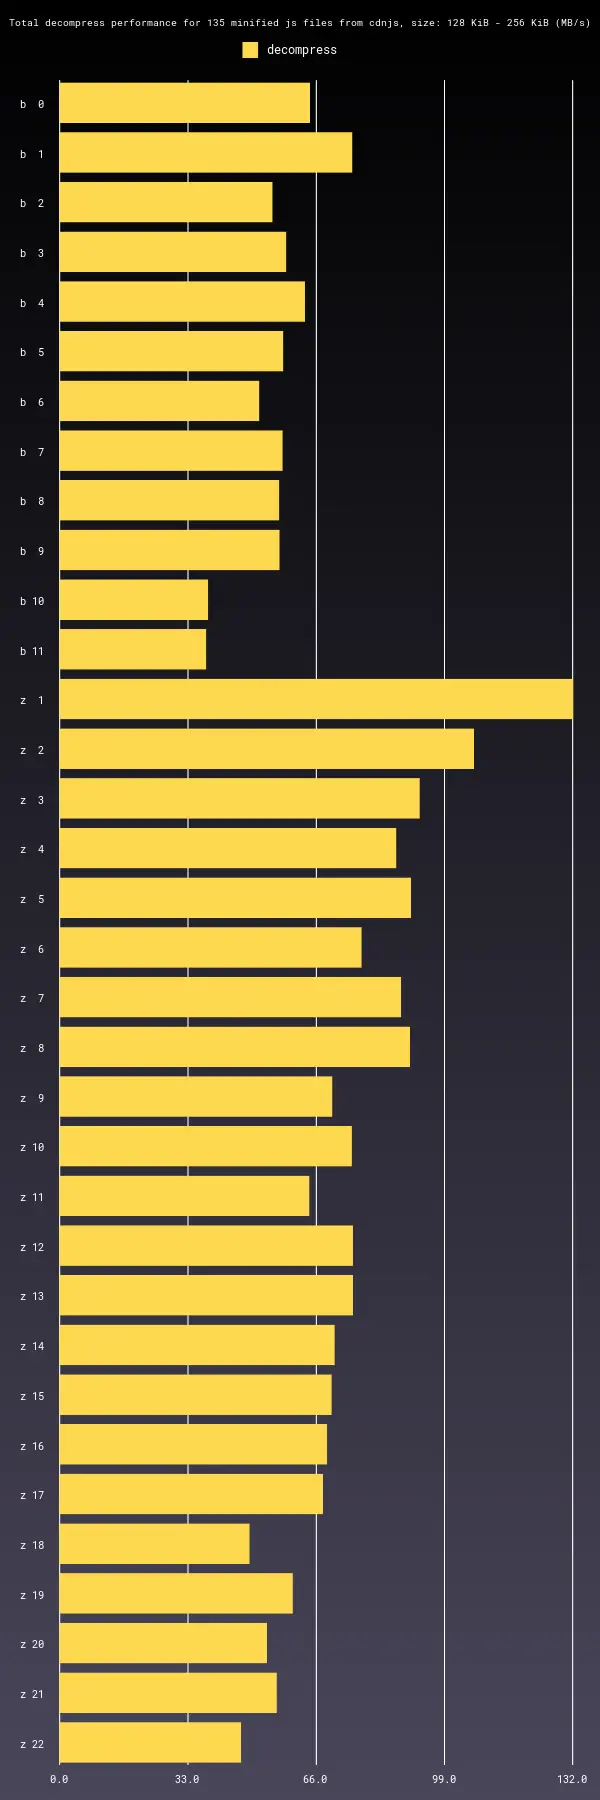 Total decompress performance for 135 minified js files from cdnjs, size: 128 KiB - 256 KiB (MB/s)
decompress
b 0
b 1
b 2
b 3
b 4
b 5
b 6
b 7
b 8
b 9
b 10
b 11
z 1
z 2
z 3
z 4
z 5
z 6
z 7
z 8
z 9
z 10
z 11
z 12
z 13
z 14
z 15
z 16
z 17
z 18
z 19
z 20
z 21
z 22
0.0 33.0 66.0 99.0 132.0